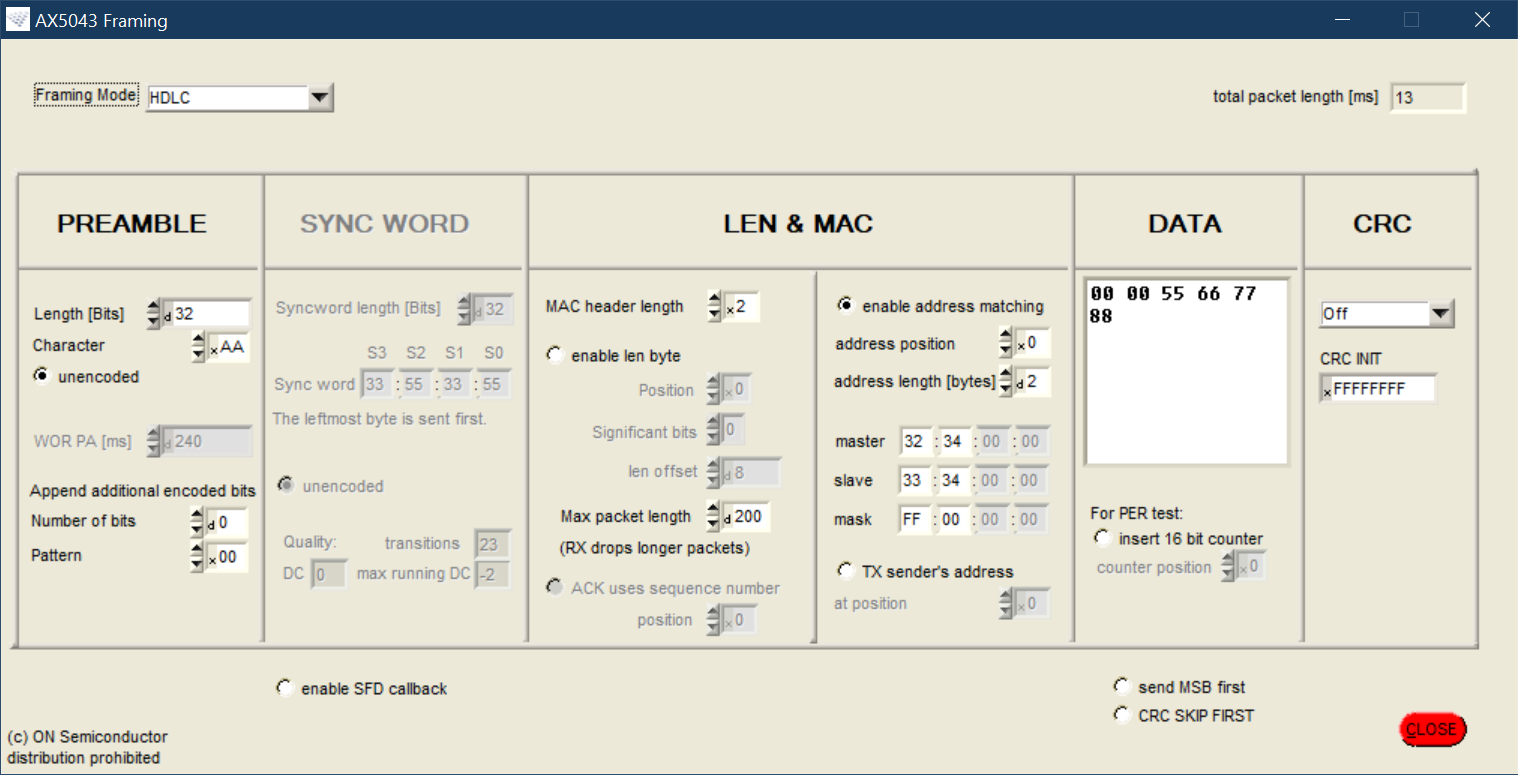 AX5043 Framing
Framing Mode HDLC
total packet length [ms] 13
PREAMBLE
Length [Bits] d 32
Character x AA
unencoded
WOR PA [ms] d 240
Append additional encoded bits
Number of bits d 0
Pattern x 00
SYNC WORD
Syncword length [Bits] d 32
S3 S2 S1 S0
Sync word 33 : 55 : 33 : 55
The leftmost byte is sent first.
unencoded
Quality: transitions 23
DC 0 max running DC -2
LEN & MAC
MAC header length x 2
enable len byte
Position x 0
Significant bits 0
len offset d 8
Max packet length d 200
(RX drops longer packets)
ACK uses sequence number
position x 0
enable address matching
address position x 0
address length [bytes] d 2
master 32 : 34 : 00 : 00
slave 33 : 34 : 00 : 00
mask FF : 00 : 00 : 00
TX sender's address
at position x 0
DATA
00 00 55 66 77
88
For PER test:
insert 16 bit counter
counter position x 0
CRC
Off
CRC INIT
x FFFFFFFF
enable SFD callback
send MSB first
CRC SKIP FIRST
(c) ON Semiconductor
distribution prohibited
CLOSE